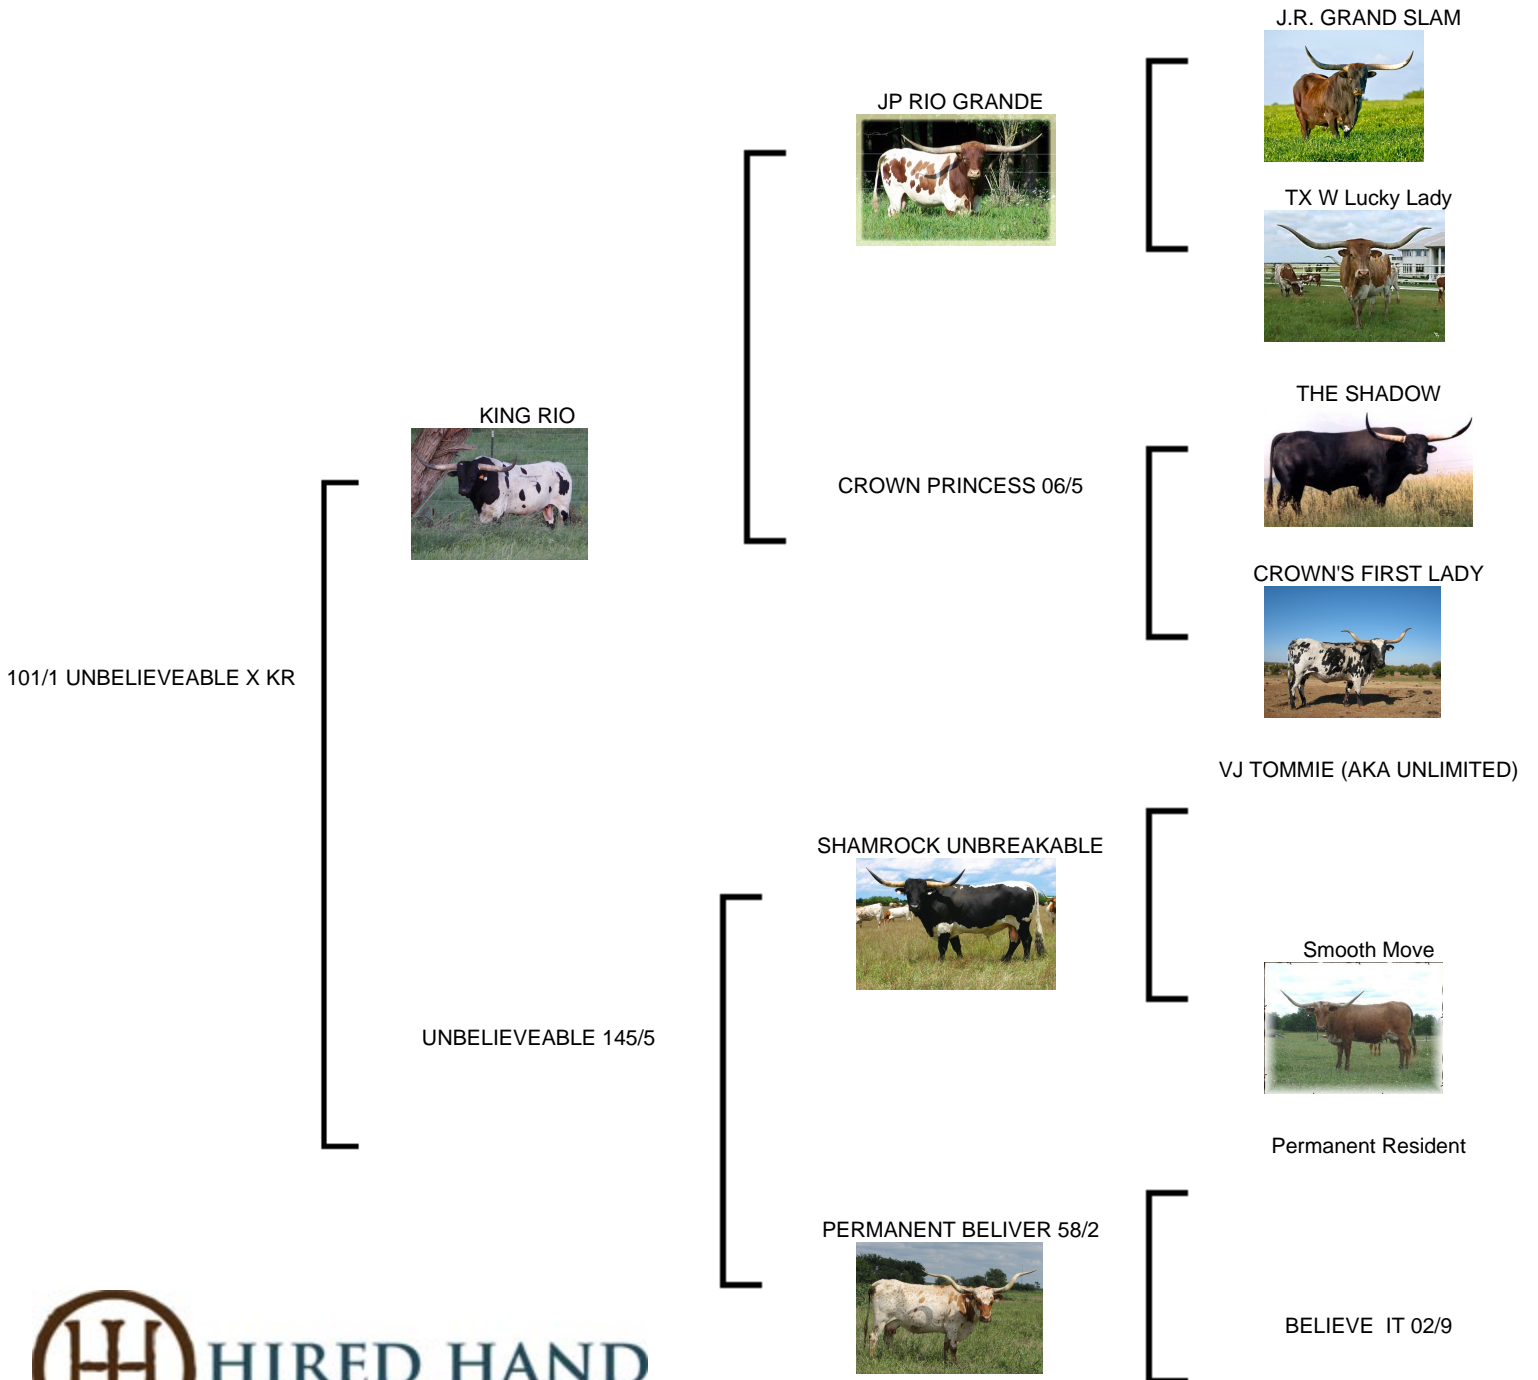 J.R. GRAND SLAM
JP RIO GRANDE
TX W Lucky Lady
THE SHADOW
KING RIO
CROWN PRINCESS 06/5
CROWN'S FIRST LADY
101/1 UNBELIEVEABLE X KR
VJ TOMMIE (AKA UNLIMITED)
SHAMROCK UNBREAKABLE
Smooth Move
UNBELIEVEABLE 145/5
Permanent Resident
PERMANENT BELIVER 58/2
BELIEVE IT 02/9
HIRED HAND